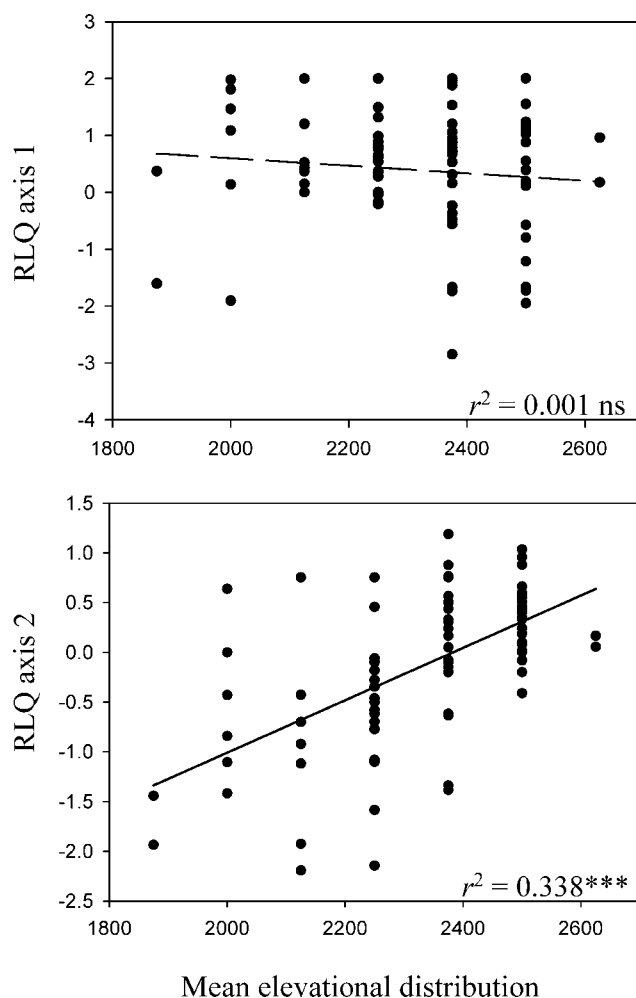 3
2
1
0
-1
-2
-3
-4
RLQ axis 1
r² = 0.001 ns
1800 2000 2200 2400 2600
1.5
1.0
0.5
0.0
-0.5
-1.0
-1.5
-2.0
-2.5
RLQ axis 2
r² = 0.338***
1800 2000 2200 2400 2600
Mean elevational distribution